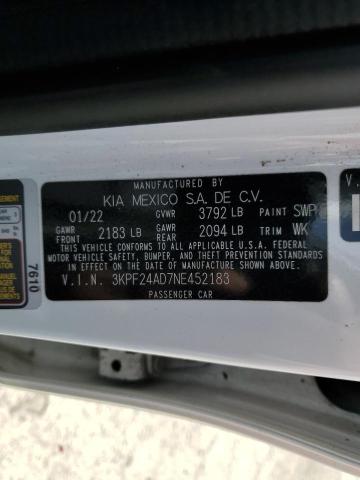 MANUFACTURED BY
KIA MEXICO S.A. DE C.V.
01/22 GVWR 3792 LB PAINT SWP
GAWR FRONT 2183 LB GAWR REAR 2094 LB TRIM WK
THIS VEHICLE CONFORMS TO ALL APPLICABLE U.S.A. FEDERAL
MOTOR VEHICLE SAFETY, BUMPER, AND THEFT PREVENTION STANDARDS
IN EFFECT ON THE DATE OF MANUFACTURE SHOWN ABOVE.
V.I.N. 3KPF24AD7NE452183
PASSENGER CAR
7610
V.